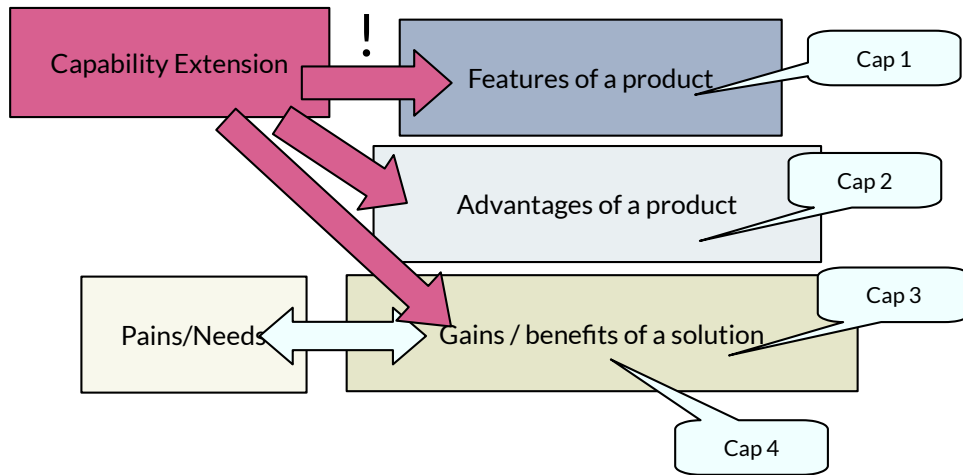 !
Capability Extension
Features of a product
Cap 1
Advantages of a product
Cap 2
Pains/Needs
Gains / benefits of a solution
Cap 3
Cap 4